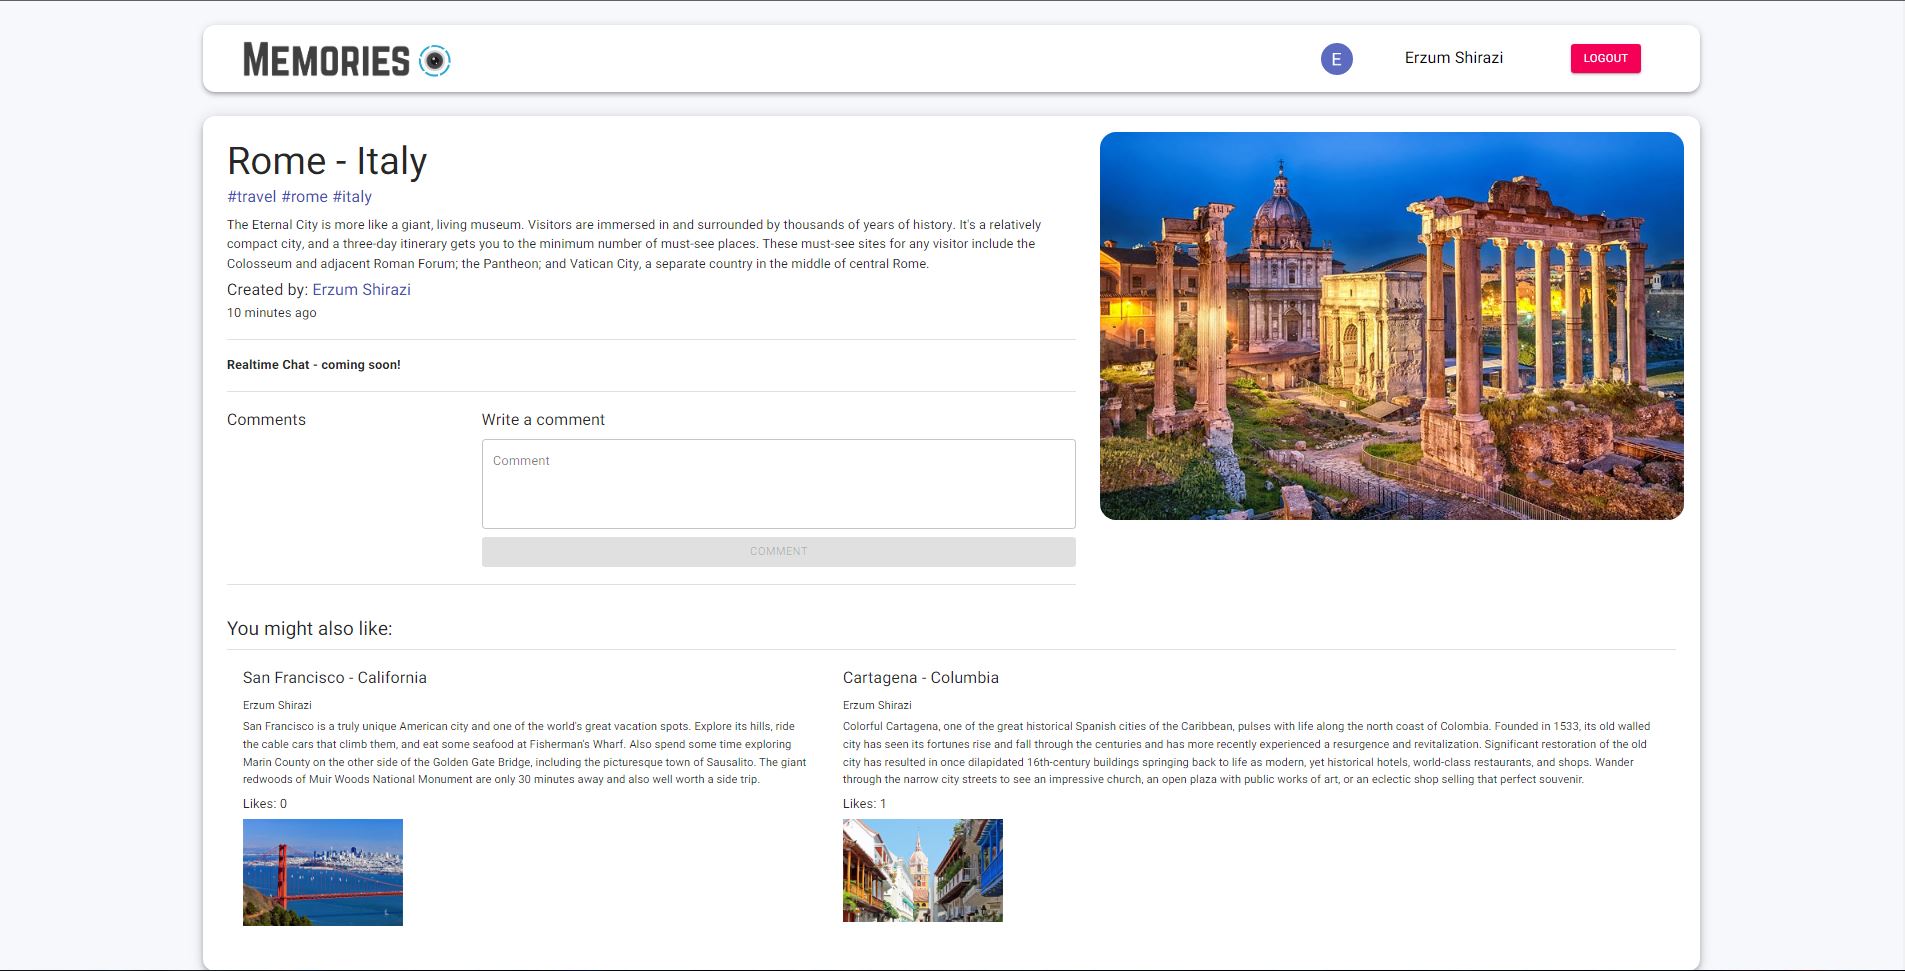 MEMORIES
E
Erzum Shirazi
LOGOUT
Rome - Italy
#travel #rome #italy
The Eternal City is more like a giant, living museum. Visitors are immersed in and surrounded by thousands of years of history. It's a relatively
compact city, and a three-day itinerary gets you to the minimum number of must-see places. These must-see sites for any visitor include the
Colosseum and adjacent Roman Forum; the Pantheon; and Vatican City, a separate country in the middle of central Rome.
Created by: Erzum Shirazi
10 minutes ago
Realtime Chat - coming soon!
Comments
Write a comment
Comment
COMMENT
You might also like:
San Francisco - California
Erzum Shirazi
San Francisco is a truly unique American city and one of the world's great vacation spots. Explore its hills, ride
the cable cars that climb them, and eat some seafood at Fisherman's Wharf. Also spend some time exploring
Marin County on the other side of the Golden Gate Bridge, including the picturesque town of Sausalito. The giant
redwoods of Muir Woods National Monument are only 30 minutes away and also well worth a side trip.
Likes: 0
Cartagena - Columbia
Erzum Shirazi
Colorful Cartagena, one of the great historical Spanish cities of the Caribbean, pulses with life along the north coast of Colombia. Founded in 1533, its old walled
city has seen its fortunes rise and fall through the centuries and has more recently experienced a resurgence and revitalization. Significant restoration of the old
city has resulted in once dilapidated 16th-century buildings springing back to life as modern, yet historical hotels, world-class restaurants, and shops. Wander
through the narrow city streets to see an impressive church, an open plaza with public works of art, or an eclectic shop selling that perfect souvenir.
Likes: 1